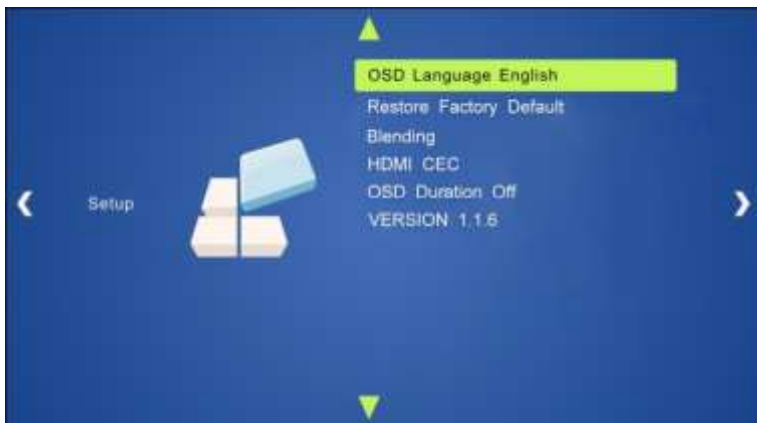 OSD Language English
Restore Factory Default
Blending
HDMI CEC
Setup
OSD Duration Off
VERSION 1.1.6